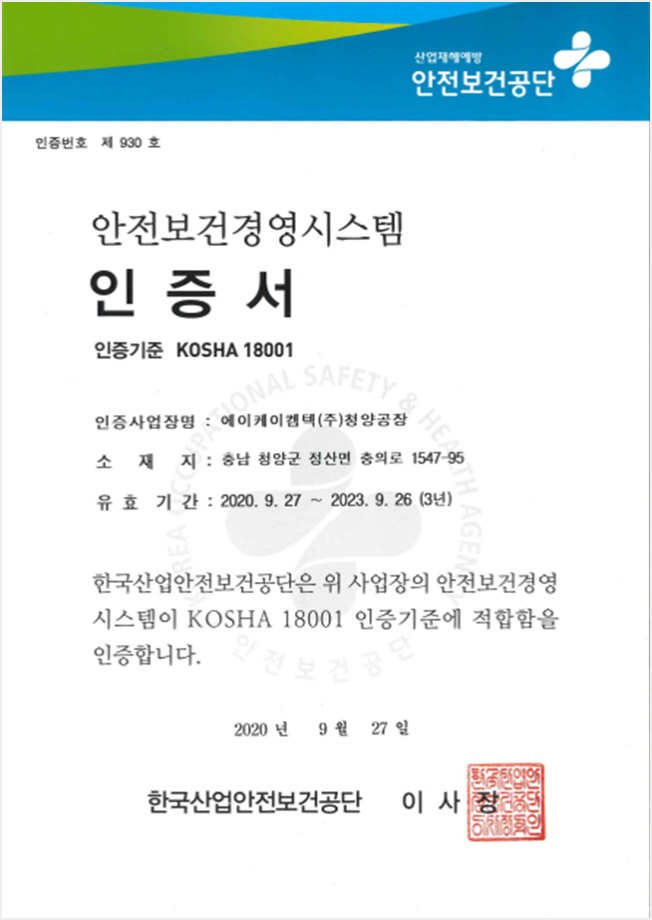 산업재해예방
안전보건공단
인증번호 제 930 호
안전보건경영시스템
인 증 서
인증기준 KOSHA 18001
인증사업장명 : 에이케이켐텍(주)청양공장
소 재 지 : 충남 청양군 정산면 충의로 1547-95
유 효 기 간 : 2020. 9. 27 ~ 2023. 9. 26 (3년)
KOREA OCCUPATIONAL SAFETY & HEALTH AGENCY
한국산업안전보건공단은 위 사업장의 안전보건경영
시스템이 KOSHA 18001 인증기준에 적합함을
인증합니다.
안전보건공단
2020 년 9 월 27 일
한국산업안전보건공단 이 사 장